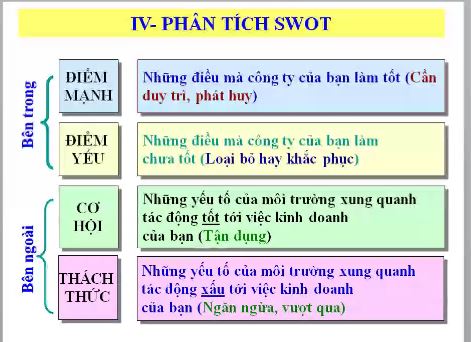 IV- PHÂN TÍCH SWOT
Bên trong
ĐIỂM
MẠNH
Những điều mà công ty của bạn làm tốt (Cần
duy trì, phát huy)
ĐIỂM
YẾU
Những điều mà công ty của bạn làm
chưa tốt (Loại bỏ hay khắc phục)
Bên ngoài
CƠ
HỘI
Những yếu tố của môi trường xung quanh
tác động tốt tới việc kinh doanh
của bạn (Tận dụng)
THÁCH
THỨC
Những yếu tố của môi trường xung quanh
tác động xấu tới việc kinh doanh
của bạn (Ngăn ngừa, vượt qua)